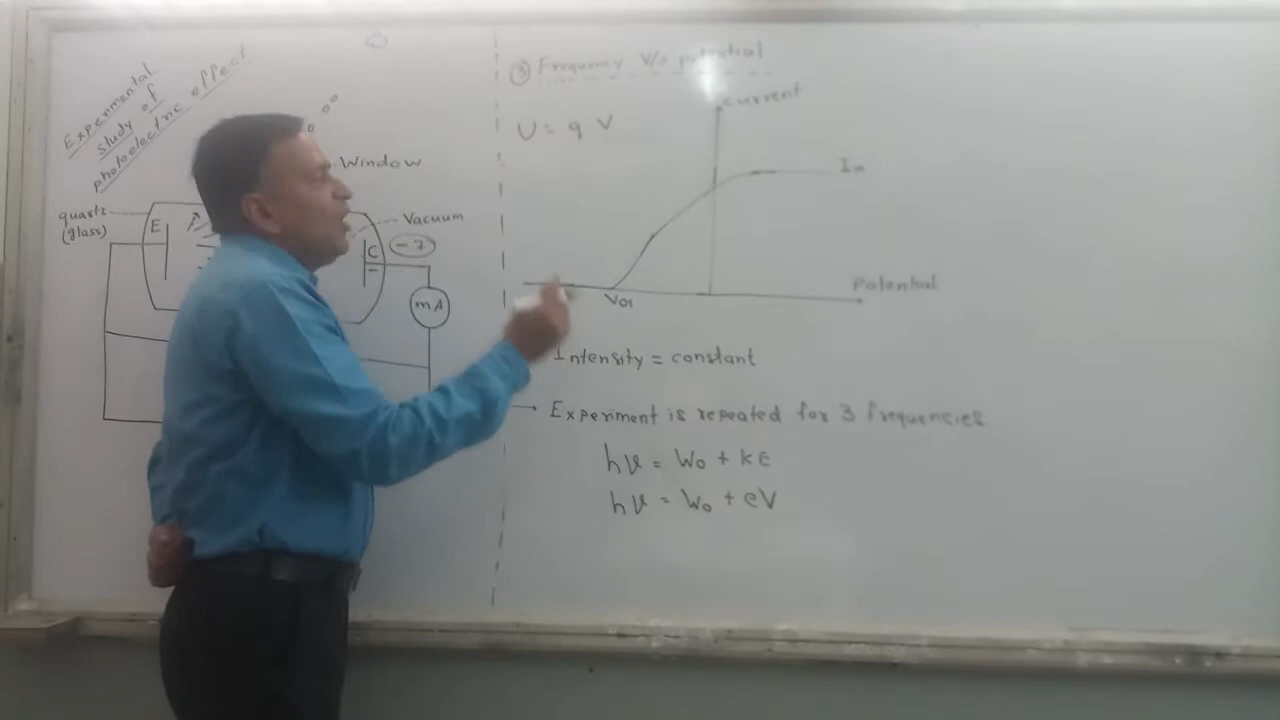 Experimental
study of
photoelectric effect
Window
quartz
(glass)
E
Vacuum
C
mA
③ Frequency V/s potential
U = q V
current
Potential
V01
Intensity = constant
→ Experiment is repeated for 3 frequencies
hν = W₀ + KE
hν = W₀ + eV